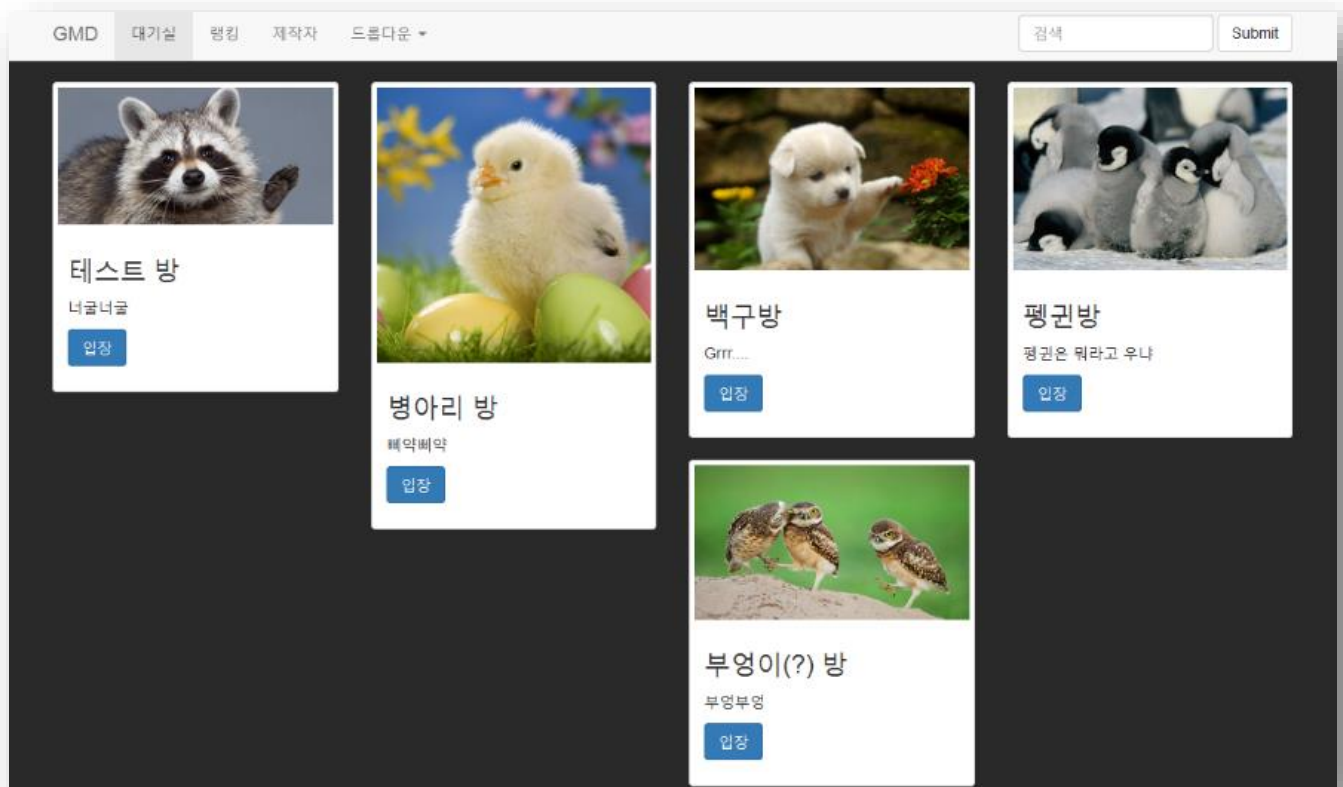 GMD 대기실 랭킹 제작자 드롭다운 검색 Submit
테스트 방
너굴너굴
입장
병아리 방
삐약삐약
입장
백구방
Grrr....
입장
펭귄방
펭귄은 뭐라고 우냐
입장
부엉이(?) 방
부엉부엉
입장